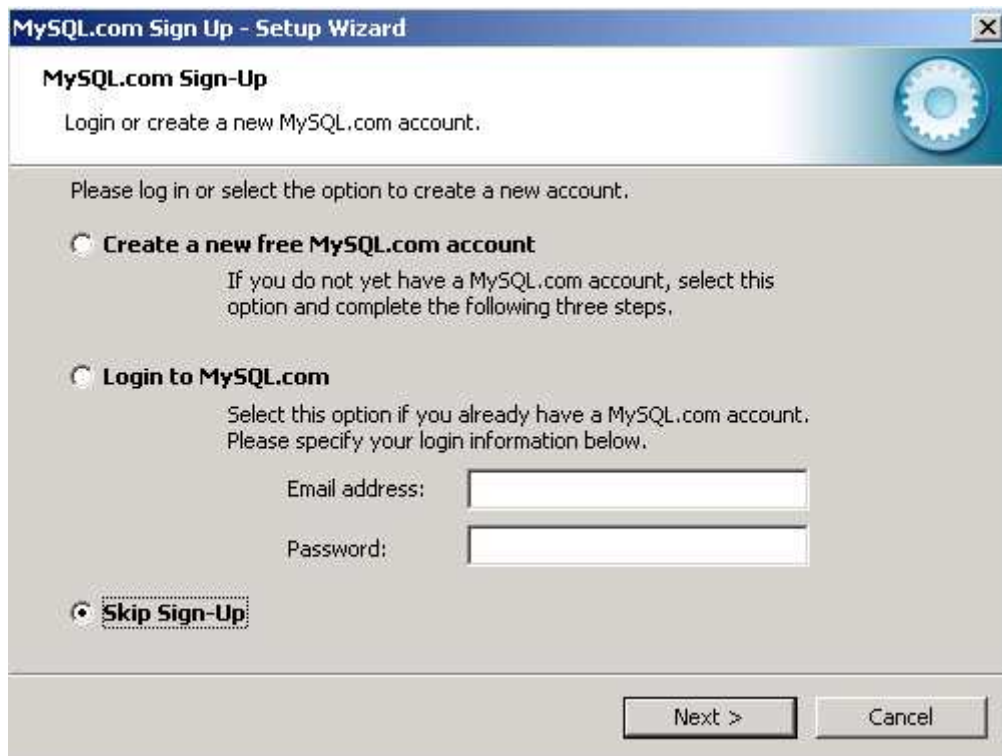 MySQL.com Sign Up - Setup Wizard
MySQL.com Sign-Up
Login or create a new MySQL.com account.
Please log in or select the option to create a new account.
Create a new free MySQL.com account
If you do not yet have a MySQL.com account, select this
option and complete the following three steps.
Login to MySQL.com
Select this option if you already have a MySQL.com account.
Please specify your login information below.
Email address:
Password:
Skip Sign-Up
Next > Cancel